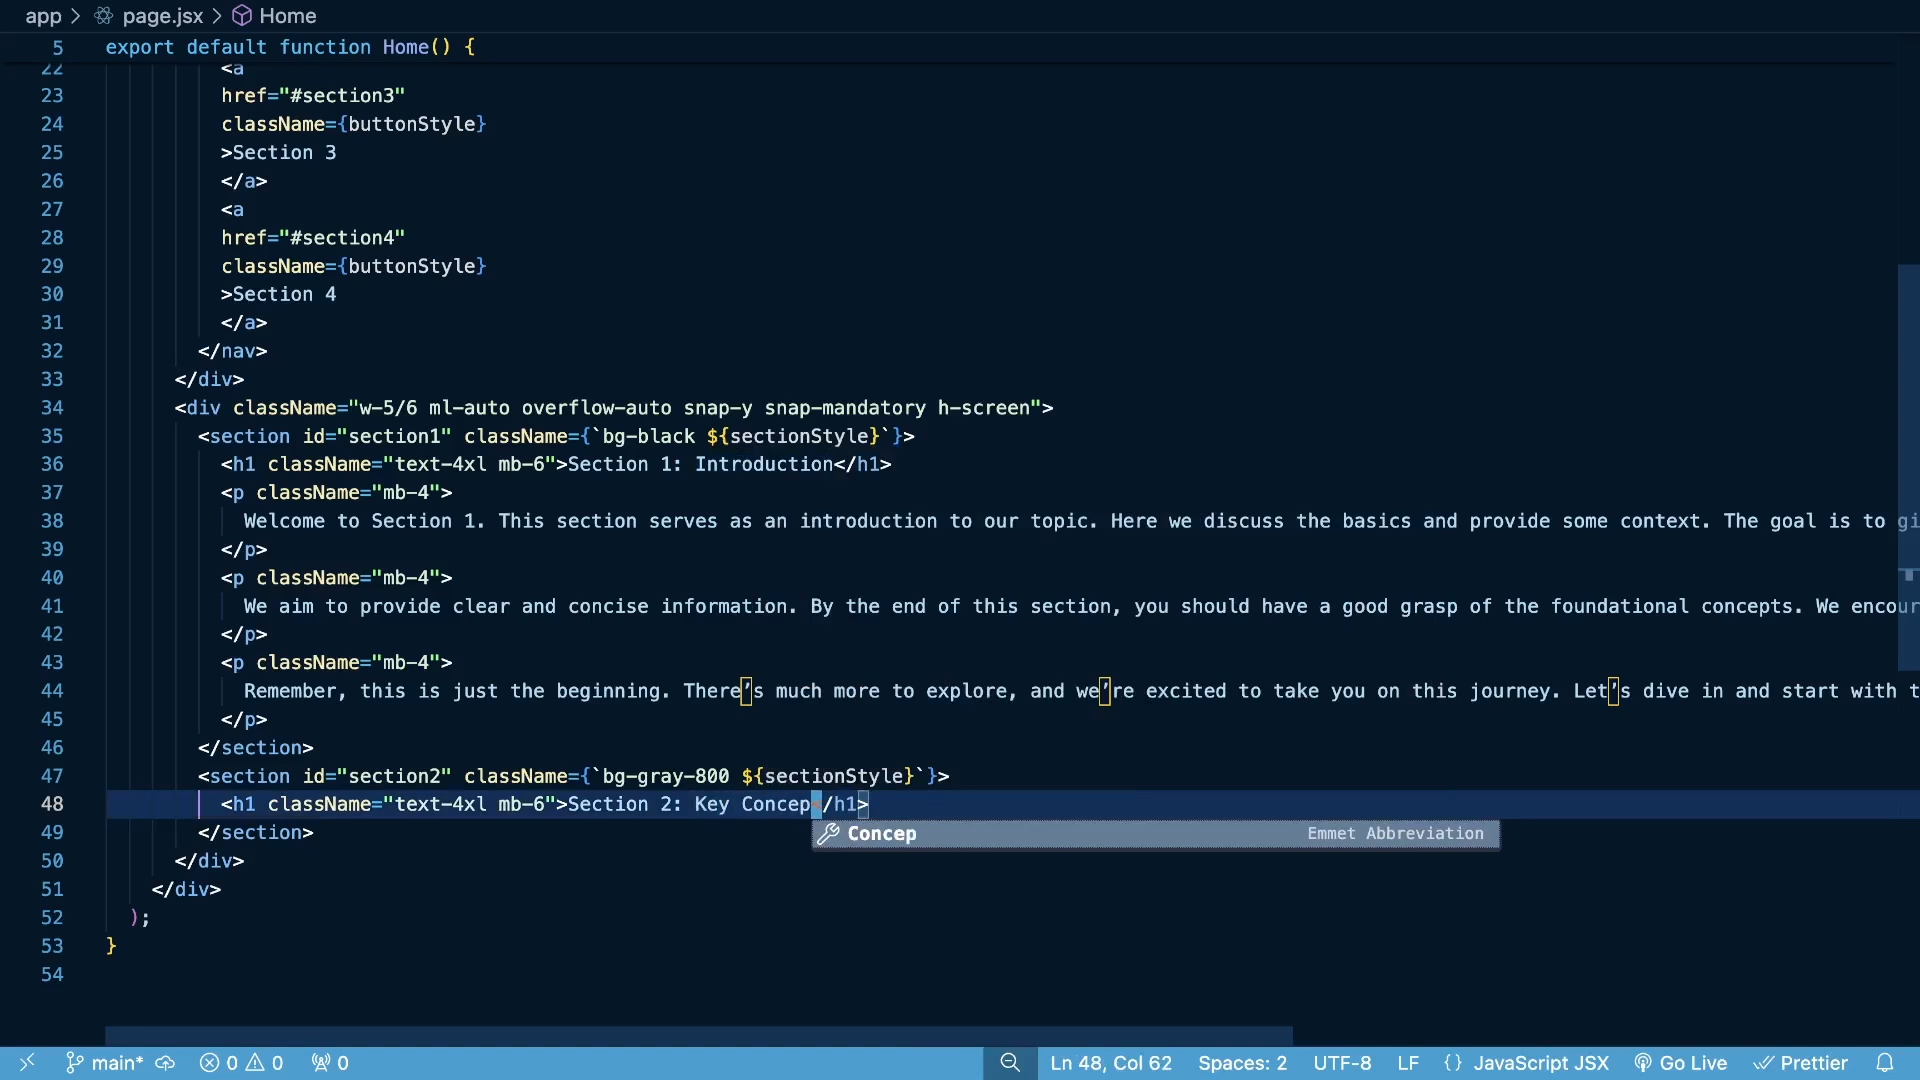 app > page.jsx > Home
5 export default function Home() {
22 <a
23 href="#section3"
24 className={buttonStyle}
25 >Section 3
26 </a>
27 <a
28 href="#section4"
29 className={buttonStyle}
30 >Section 4
31 </a>
32 </nav>
33 </div>
34 <div className="w-5/6 ml-auto overflow-auto snap-y snap-mandatory h-screen">
35 <section id="section1" className={`bg-black ${sectionStyle}`}>
36 <h1 className="text-4xl mb-6">Section 1: Introduction</h1>
37 <p className="mb-4">
38 Welcome to Section 1. This section serves as an introduction to our topic. Here we discuss the basics and provide some context. The goal is to gi
39 </p>
40 <p className="mb-4">
41 We aim to provide clear and concise information. By the end of this section, you should have a good grasp of the foundational concepts. We encour
42 </p>
43 <p className="mb-4">
44 Remember, this is just the beginning. There’s much more to explore, and we’re excited to take you on this journey. Let’s dive in and start with t
45 </p>
46 </section>
47 <section id="section2" className={`bg-gray-800 ${sectionStyle}`}>
48 <h1 className="text-4xl mb-6">Section 2: Key Concep</h1>
Concep Emmet Abbreviation
49 </section>
50 </div>
51 </div>
52 );
53 }
54
main* 0 0 0 Ln 48, Col 62 Spaces: 2 UTF-8 LF {} JavaScript JSX Go Live Prettier